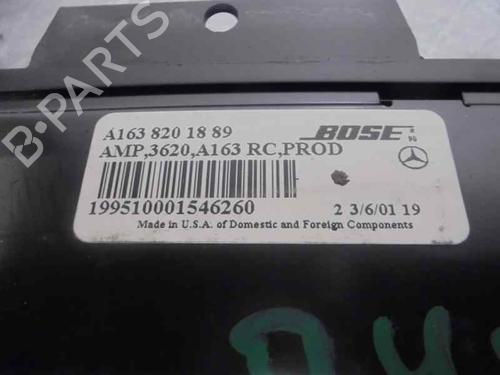 A163 820 18 89
BOSE
AMP,3620,A163 RC,PROD
199510001546260
2 3/6/01 19
Made in U.S.A. of Domestic and Foreign Components
B-PARTS